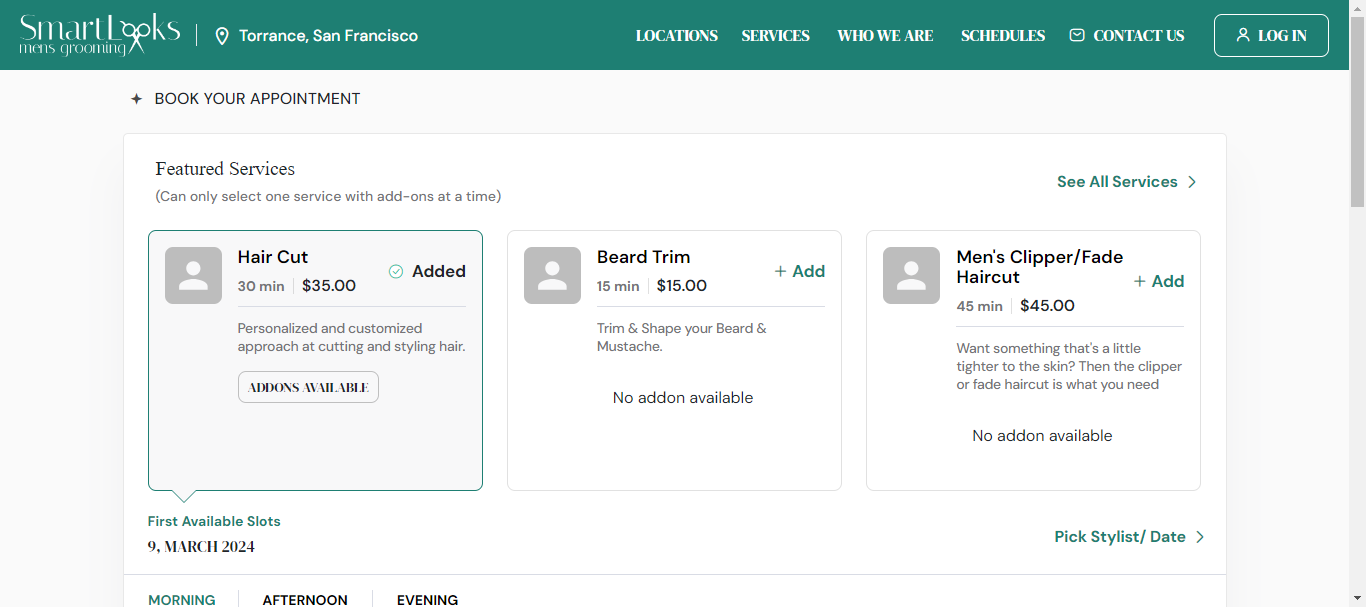 SmartLooks
mens grooming
Torrance, San Francisco
LOCATIONS
SERVICES
WHO WE ARE
SCHEDULES
CONTACT US
LOG IN
BOOK YOUR APPOINTMENT
Featured Services
(Can only select one service with add-ons at a time)
See All Services
Hair Cut
30 min
$35.00
Added
Personalized and customized
approach at cutting and styling hair.
ADDONS AVAILABLE
Beard Trim
15 min
$15.00
+ Add
Trim & Shape your Beard &
Mustache.
No addon available
Men's Clipper/Fade
Haircut
45 min
$45.00
+ Add
Want something that's a little
tighter to the skin? Then the clipper
or fade haircut is what you need
No addon available
First Available Slots
9, MARCH 2024
Pick Stylist/ Date
MORNING
AFTERNOON
EVENING